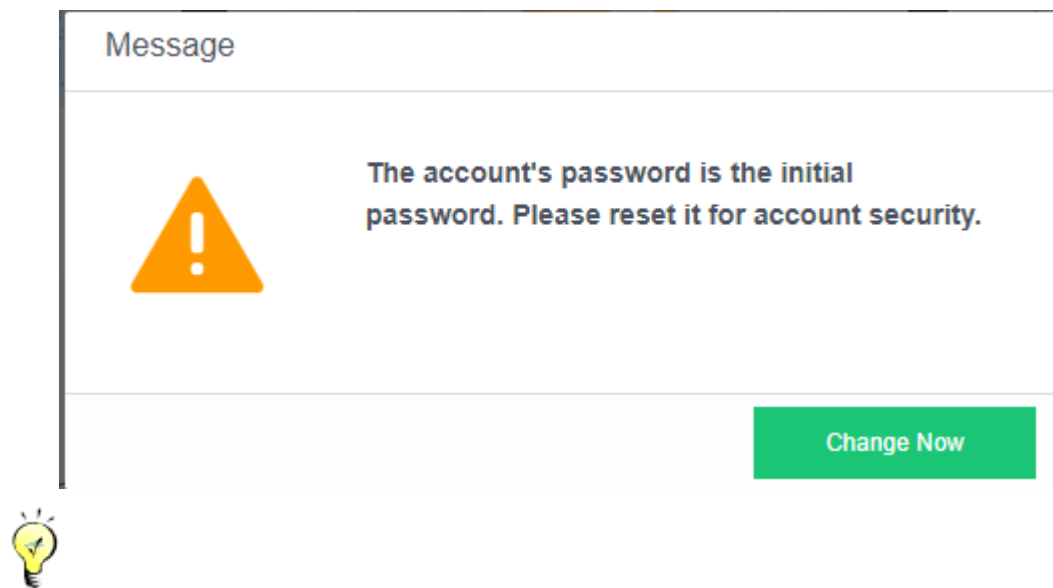 Message
The account's password is the initial
password. Please reset it for account security.
Change Now